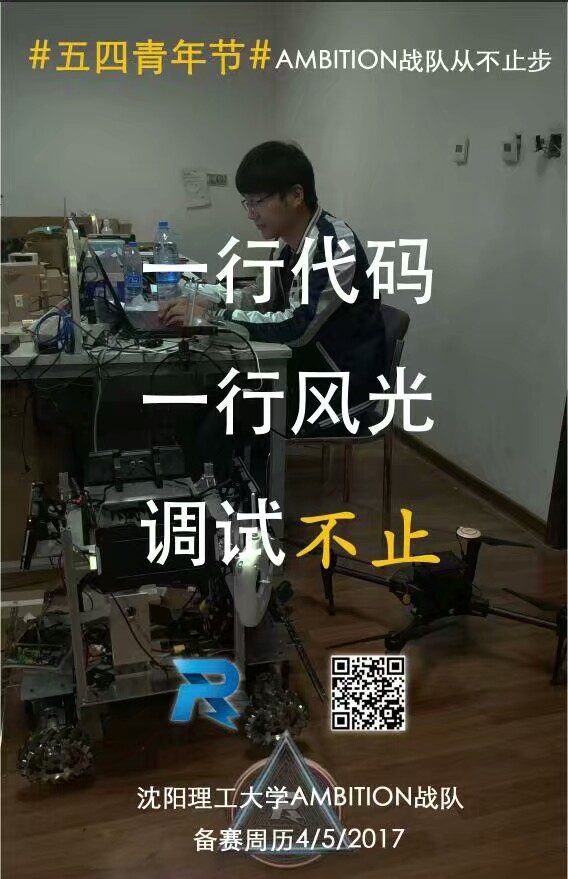 #五四青年节#AMBITION战队从不止步
一行代码
一行风光
调试不止
沈阳理工大学AMBITION战队
备赛周历4/5/2017